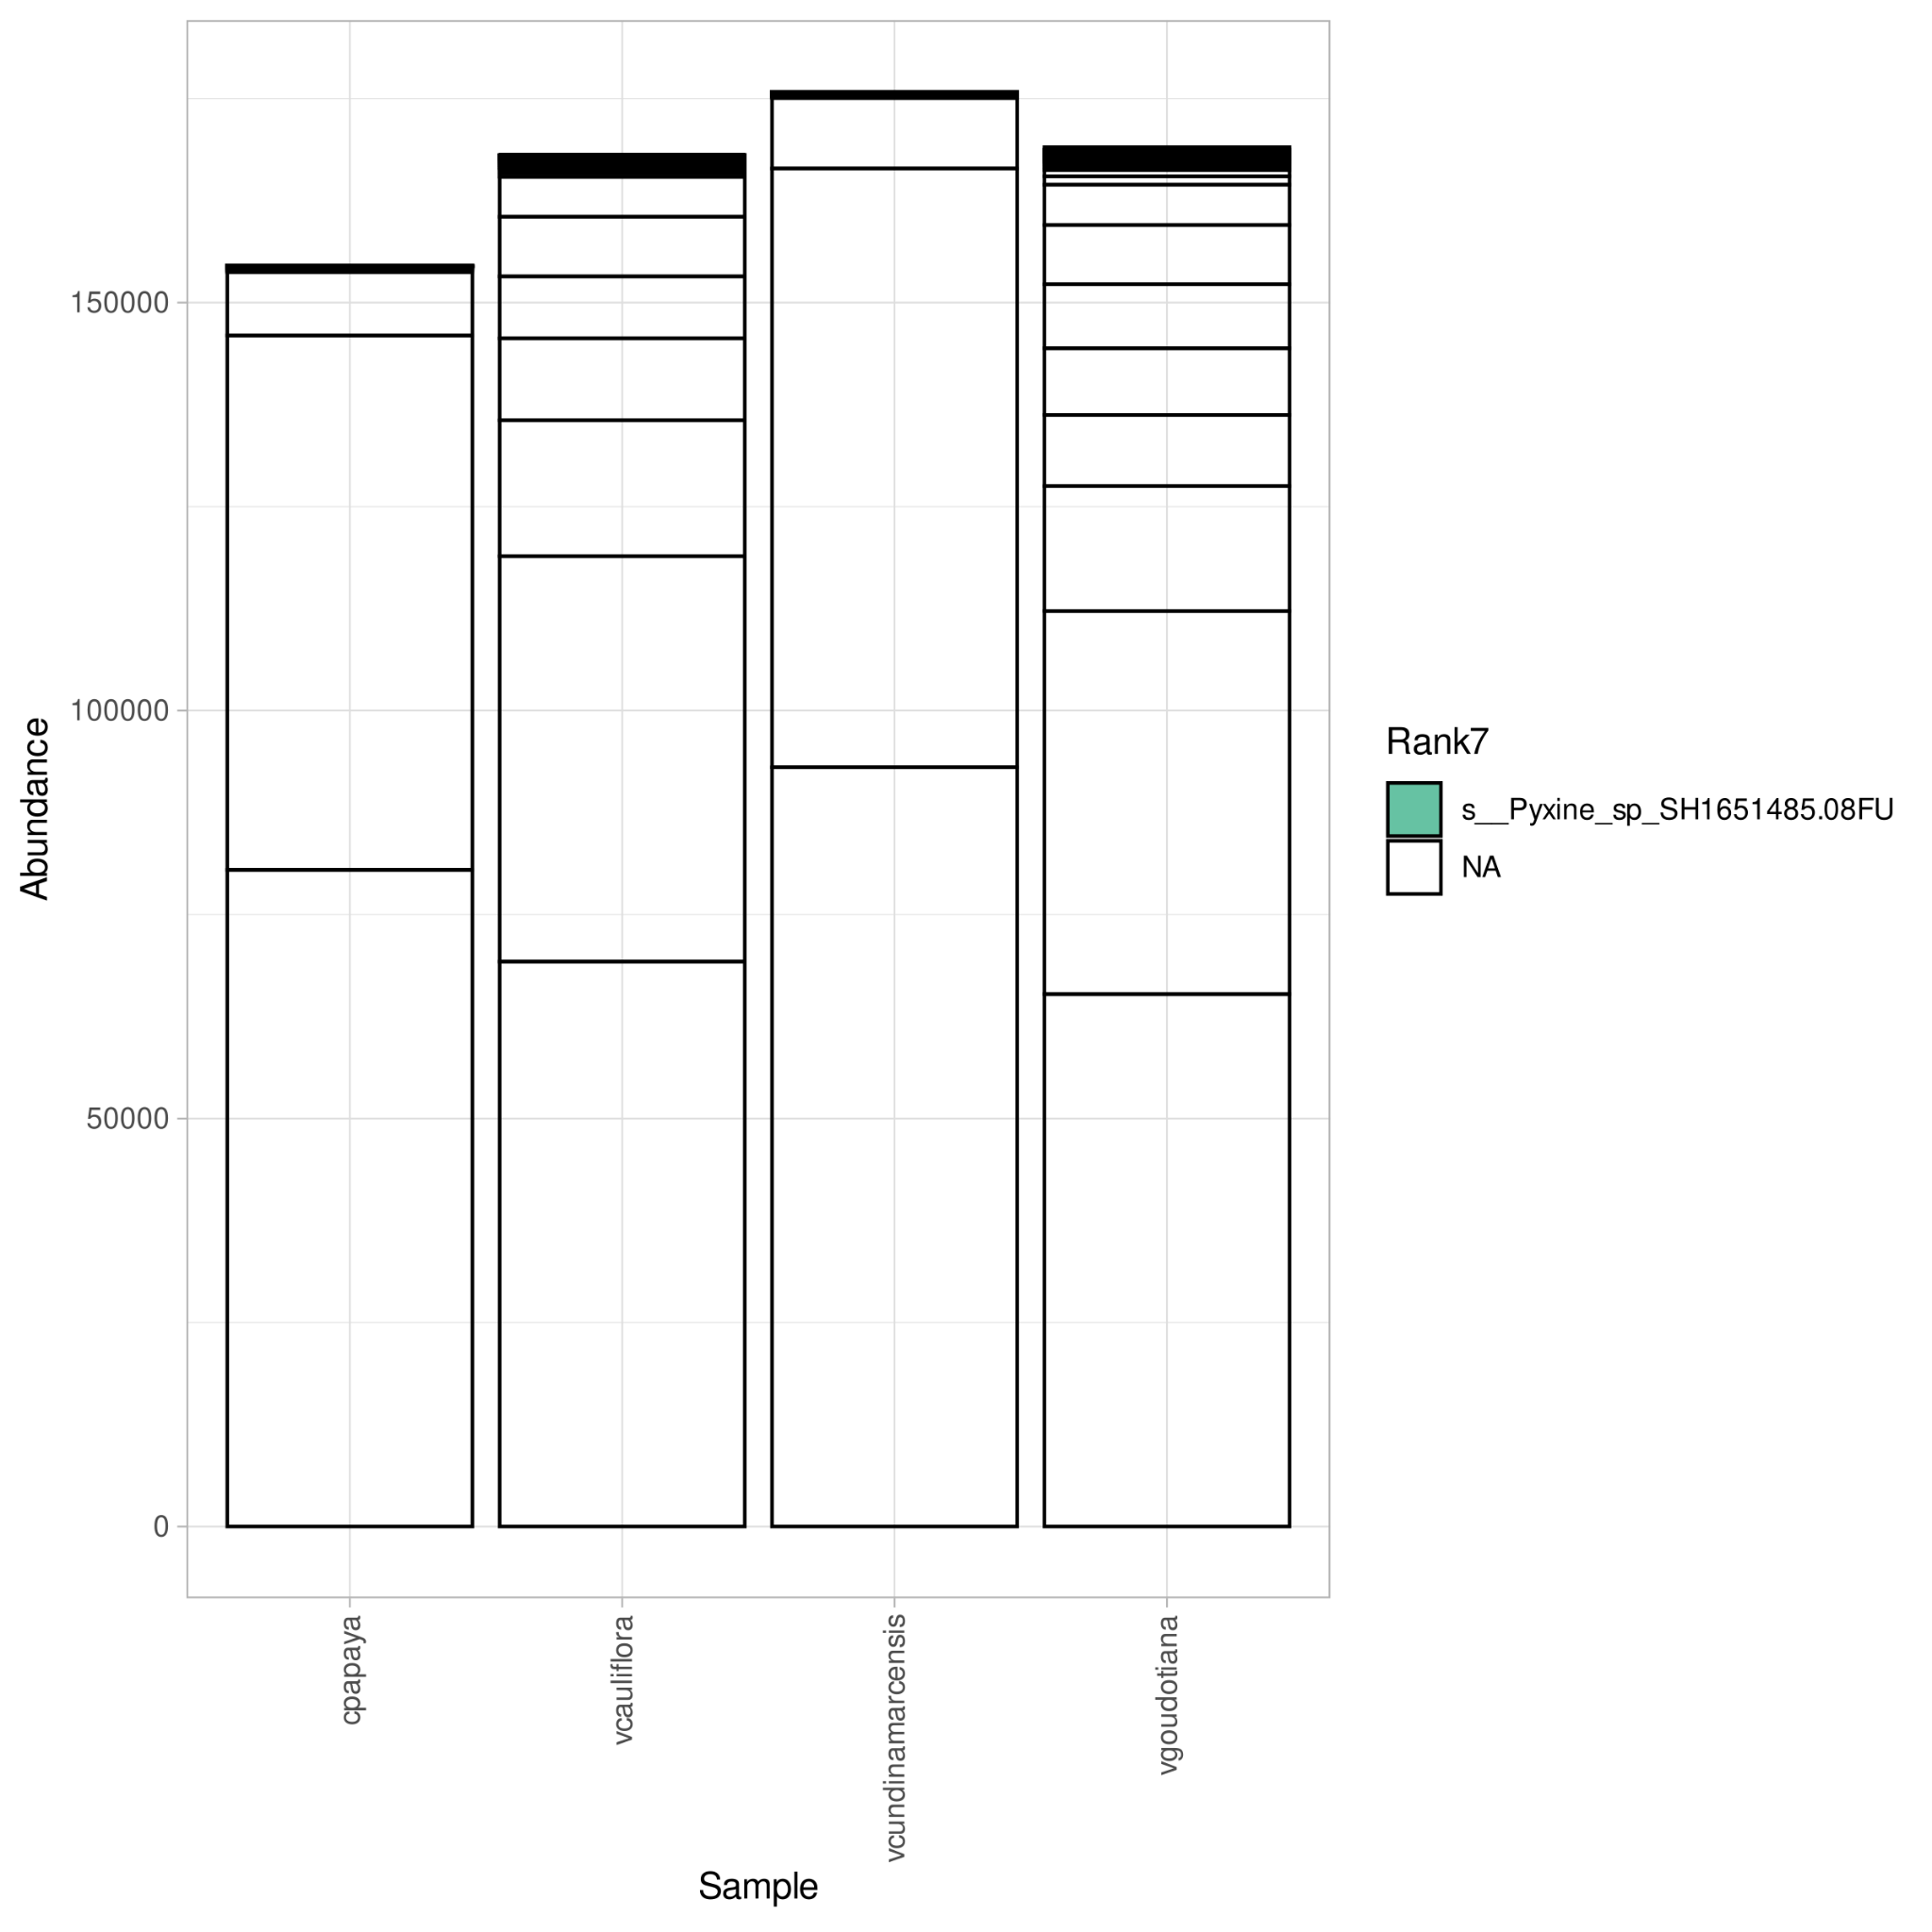 Abundance
150000
100000
50000
0
cpapaya
vcauliflora
vcundinamarcensis
vgoudotiana
Sample
Rank7
s__Pyxine_sp_SH1651485.08FU
NA